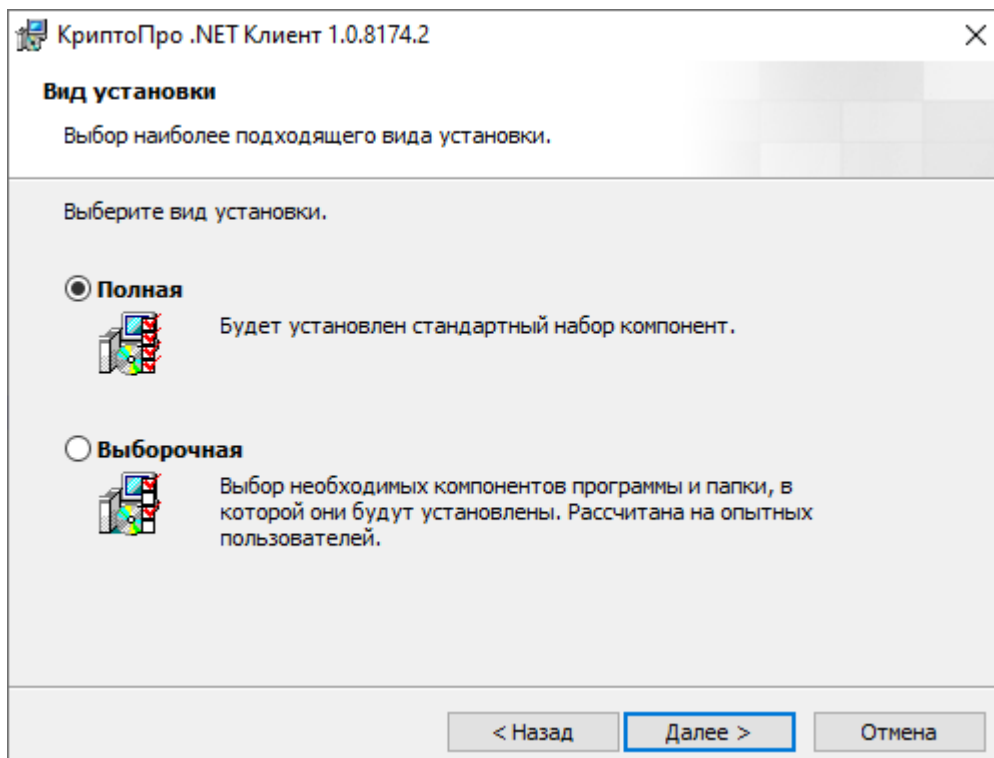 КриптоПро .NET Клиент 1.0.8174.2
Вид установки
Выбор наиболее подходящего вида установки.
Выберите вид установки.
Полная
Будет установлен стандартный набор компонент.
Выборочная
Выбор необходимых компонентов программы и папки, в
которой они будут установлены. Рассчитана на опытных
пользователей.
< Назад
Далее >
Отмена